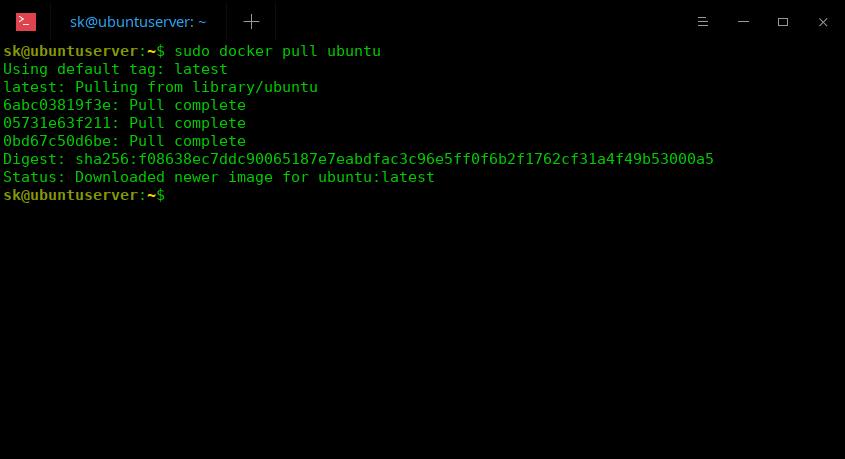 sk@ubuntuserver: ~
sk@ubuntuserver:~$ sudo docker pull ubuntu
Using default tag: latest
latest: Pulling from library/ubuntu
6abc03819f3e: Pull complete
05731e63f211: Pull complete
0bd67c50d6be: Pull complete
Digest: sha256:f08638ec7ddc90065187e7eabdfac3c96e5ff0f6b2f1762cf31a4f49b53000a5
Status: Downloaded newer image for ubuntu:latest
sk@ubuntuserver:~$